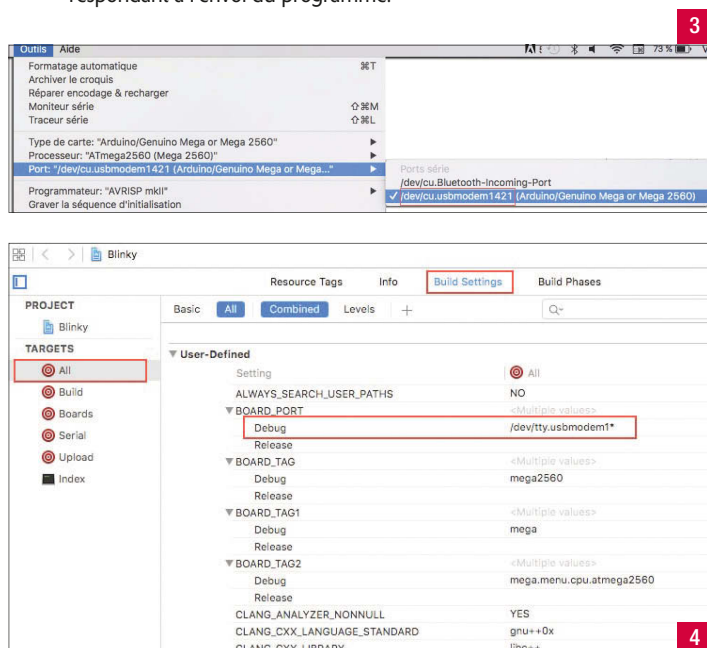 respondant à l'envoi du programme.
3
Outils Aide
73 %
Formatage automatique ⌘T
Archiver le croquis
Réparer encodage & recharger
Moniteur série ⇧⌘M
Traceur série ⇧⌘L
Type de carte: "Arduino/Genuino Mega or Mega 2560"
Processeur: "ATmega2560 (Mega 2560)"
Port: "/dev/cu.usbmodem1421 (Arduino/Genuino Mega or Mega..."
Ports série
/dev/cu.Bluetooth-Incoming-Port
✓ /dev/cu.usbmodem1421 (Arduino/Genuino Mega or Mega 2560)
Programmateur: "AVRISP mkII"
Graver la séquence d'initialisation
Blinky
Resource Tags Info Build Settings Build Phases
PROJECT
Blinky
TARGETS
All
Build
Boards
Serial
Upload
Index
Basic All Combined Levels +
User-Defined
Setting All
ALWAYS_SEARCH_USER_PATHS NO
BOARD_PORT <Multiple values>
Debug /dev/tty.usbmodem1*
Release
BOARD_TAG <Multiple values>
Debug mega2560
Release
BOARD_TAG1 <Multiple values>
Debug mega
Release
BOARD_TAG2 <Multiple values>
Debug mega.menu.cpu.atmega2560
Release
CLANG_ANALYZER_NONNULL YES
CLANG_CXX_LANGUAGE_STANDARD gnu++0x
CLANG_CXX_LIBRARY libc++
4